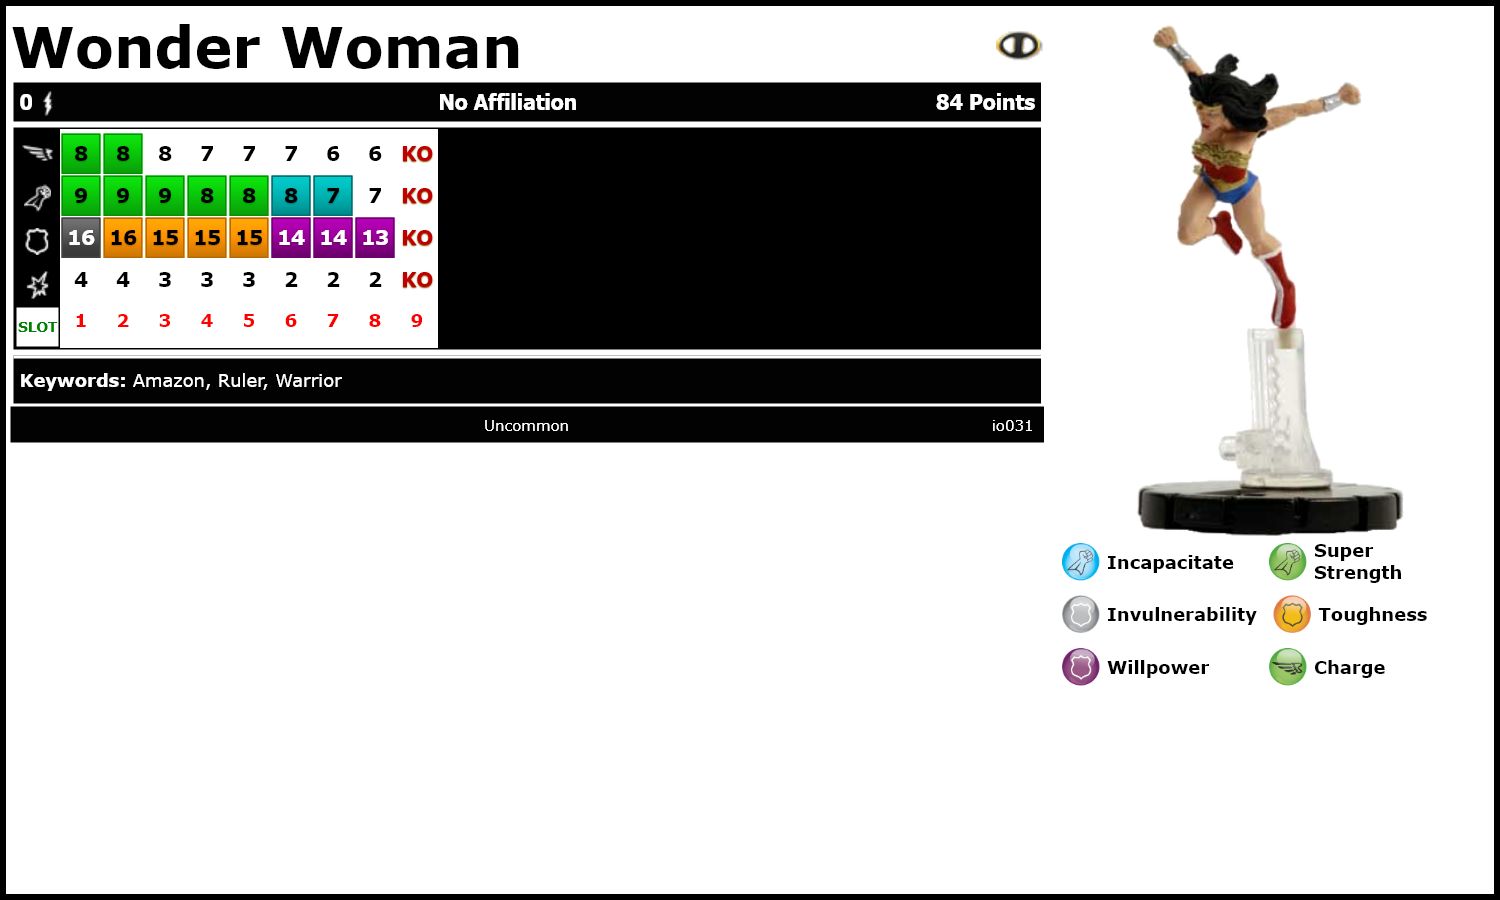 Wonder Woman
0 No Affiliation 84 Points
8 8 8 7 7 7 6 6 KO
9 9 9 8 8 8 7 7 KO
16 16 15 15 15 14 14 13 KO
4 4 3 3 3 2 2 2 KO
SLOT 1 2 3 4 5 6 7 8 9
Keywords: Amazon, Ruler, Warrior
Uncommon io031
Incapacitate
Super
Strength
Invulnerability
Toughness
Willpower
Charge